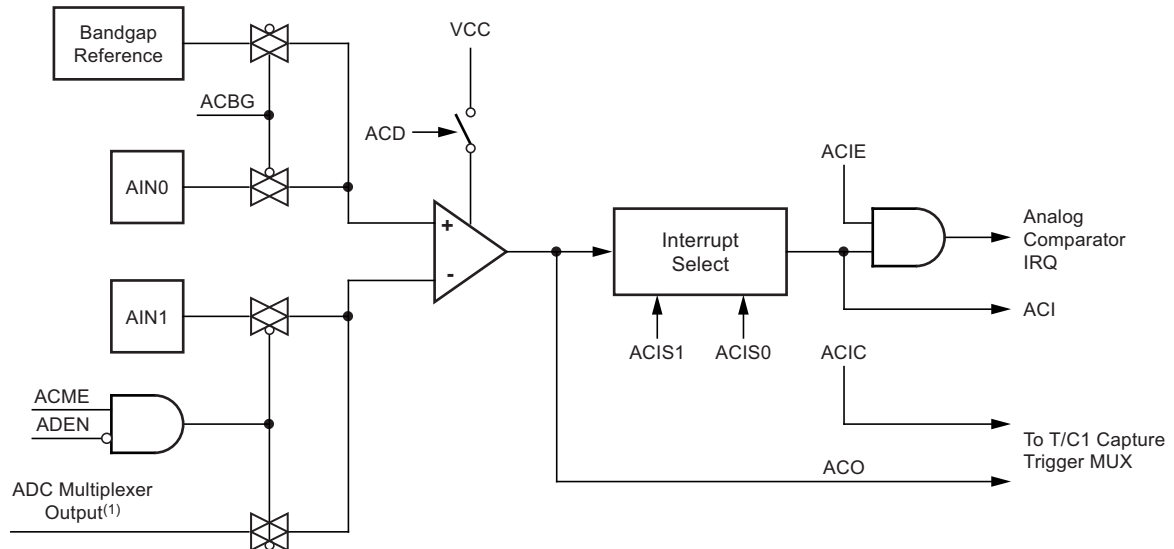 Bandgap
Reference
VCC
ACBG
ACD
ACIE
AIN0
+
-
Interrupt
Select
Analog
Comparator
IRQ
AIN1
ACI
ACIS1
ACIS0
ACIC
ACME
ADEN
To T/C1 Capture
Trigger MUX
ACO
ADC Multiplexer
Output(1)